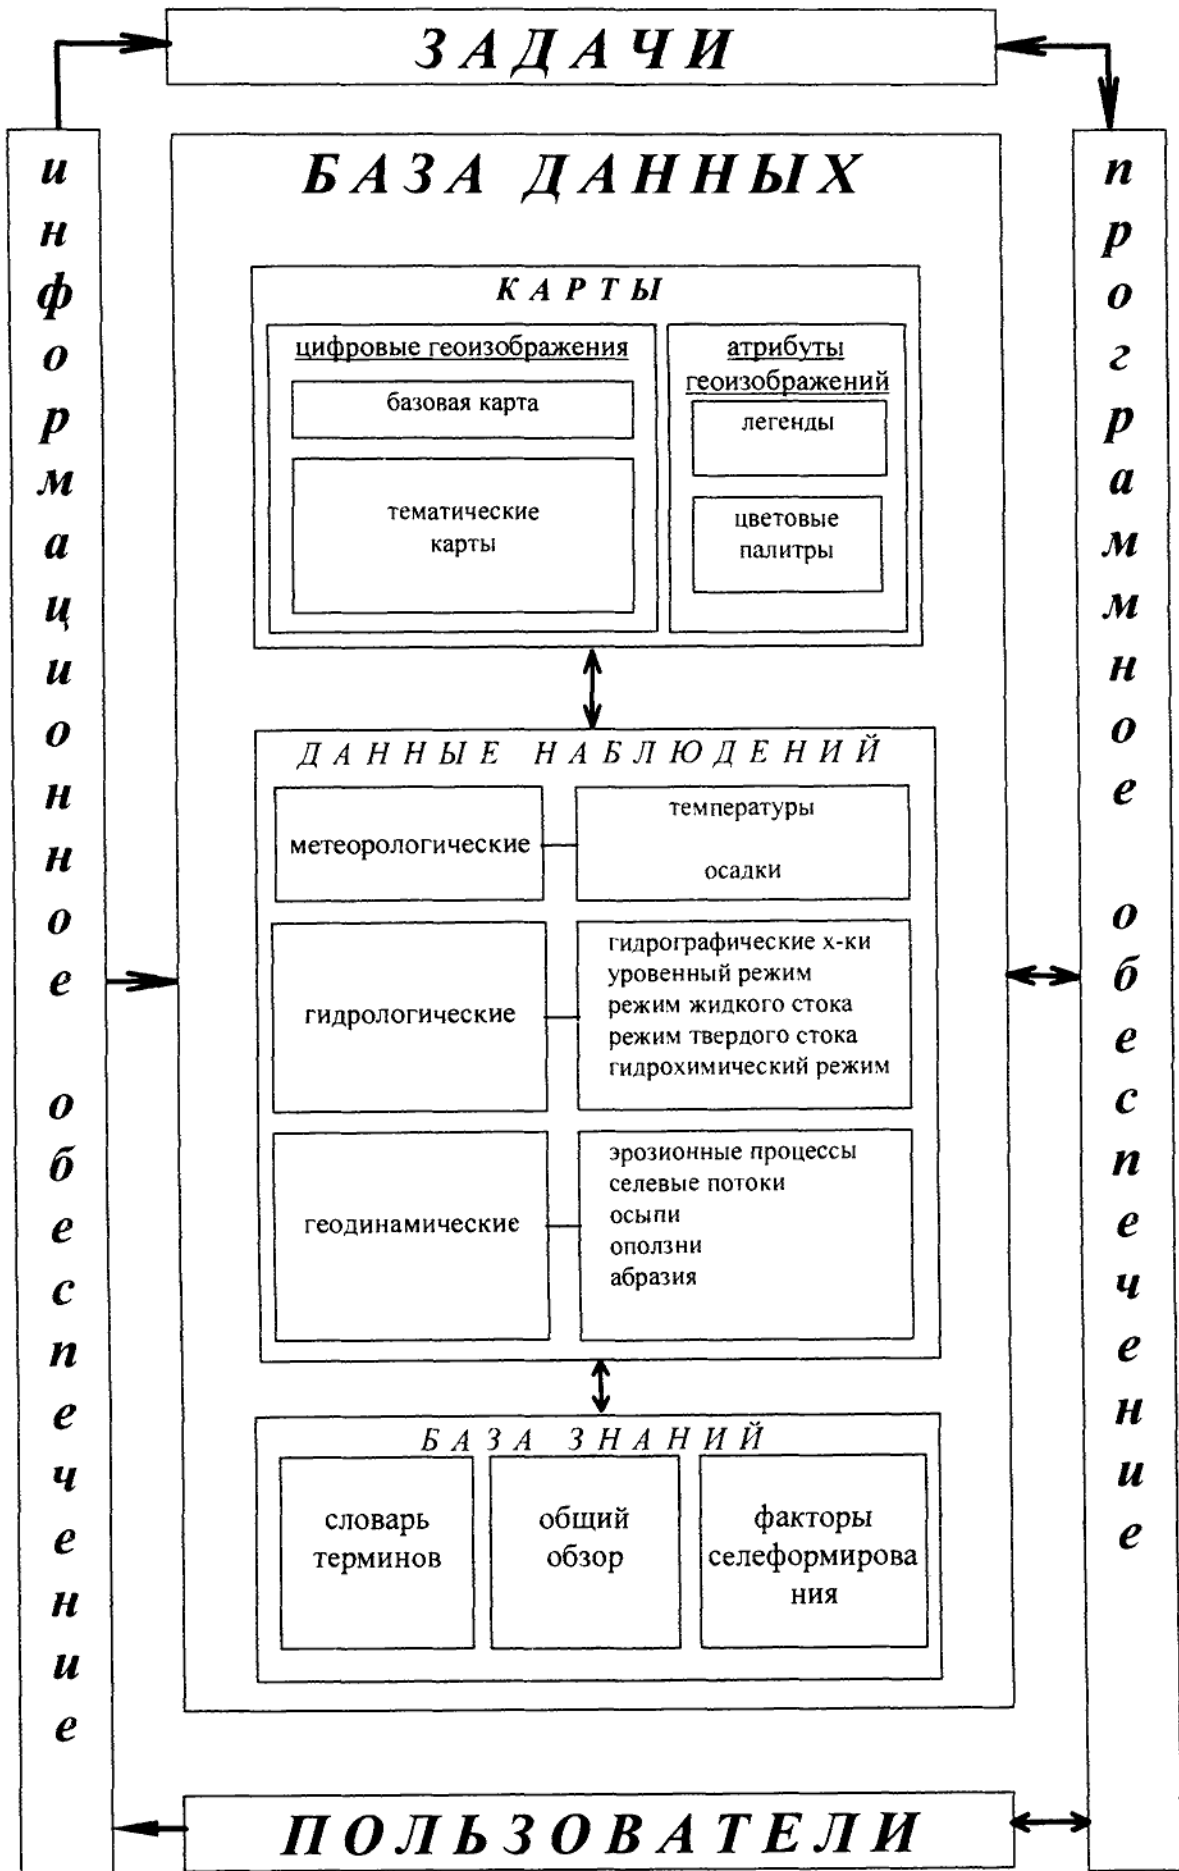 ЗАДАЧИ
информационное обеспечение
программное обеспечение
БАЗА ДАННЫХ
КАРТЫ
цифровые геоизображения
базовая карта
тематические
карты
атрибуты
геоизображений
легенды
цветовые
палитры
ДАННЫЕ НАБЛЮДЕНИЙ
метеорологические
температуры
осадки
гидрологические
гидрографические х-ки
уровенный режим
режим жидкого стока
режим твердого стока
гидрохимический режим
геодинамические
эрозионные процессы
селевые потоки
осыпи
оползни
абразия
БАЗА ЗНАНИЙ
словарь
терминов
общий
обзор
факторы
селеформирова
ния
ПОЛЬЗОВАТЕЛИ